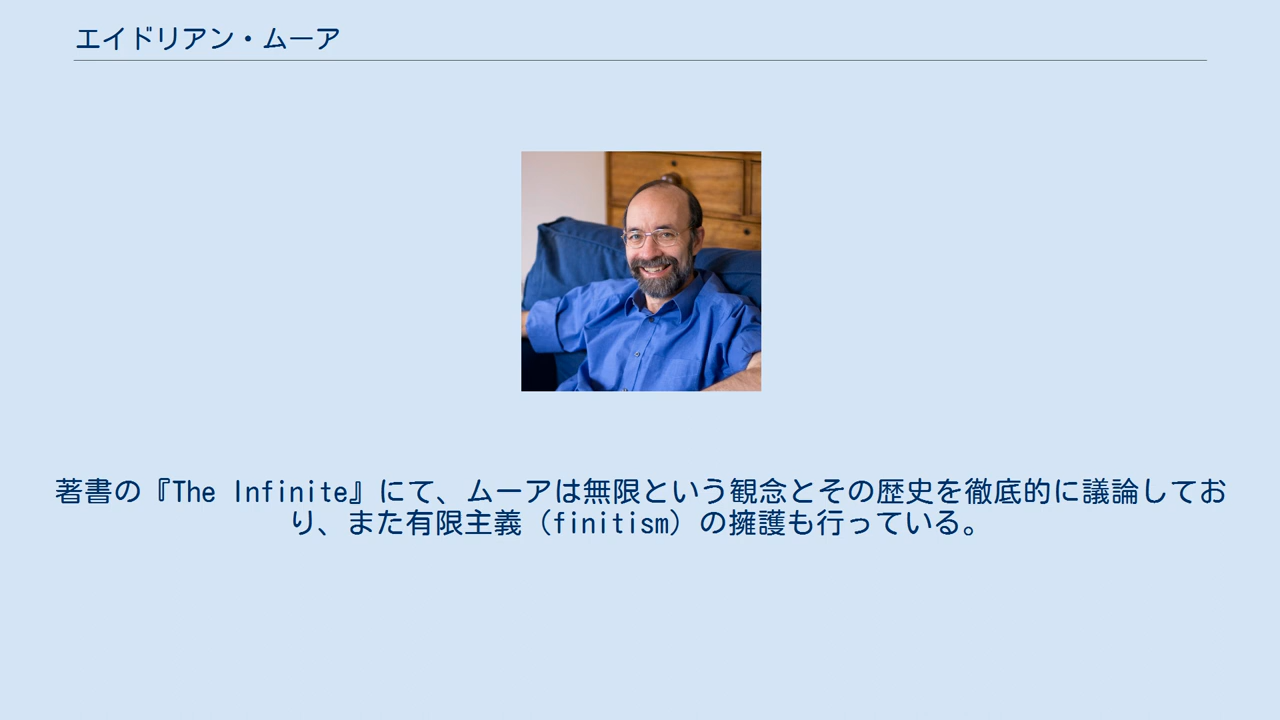 エイドリアン・ムーア
著書の『The Infinite』にて、ムーアは無限という観念とその歴史を徹底的に議論してお
り、また有限主義（finitism）の擁護も行っている。